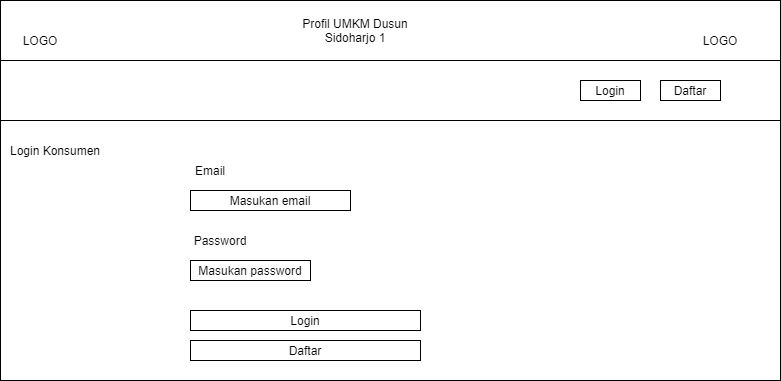 Profil UMKM Dusun
Sidoharjo 1
LOGO
LOGO
Login
Daftar
Login Konsumen
Email
Masukan email
Password
Masukan password
Login
Daftar